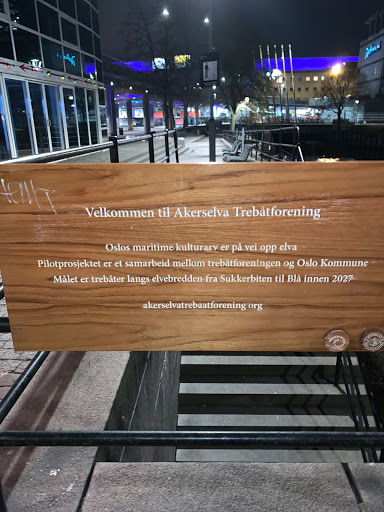 Velkommen til Akerselva Trebåtforening
Oslos maritime kulturarv er på vei opp elva
Pilotprosjektet er et samarbeid mellom trebåtforeningen og Oslo Kommune
Målet er trebåter langs elvebredden fra Sukkerbiten til Blå innen 2027
akerselvatrebaatforening.org